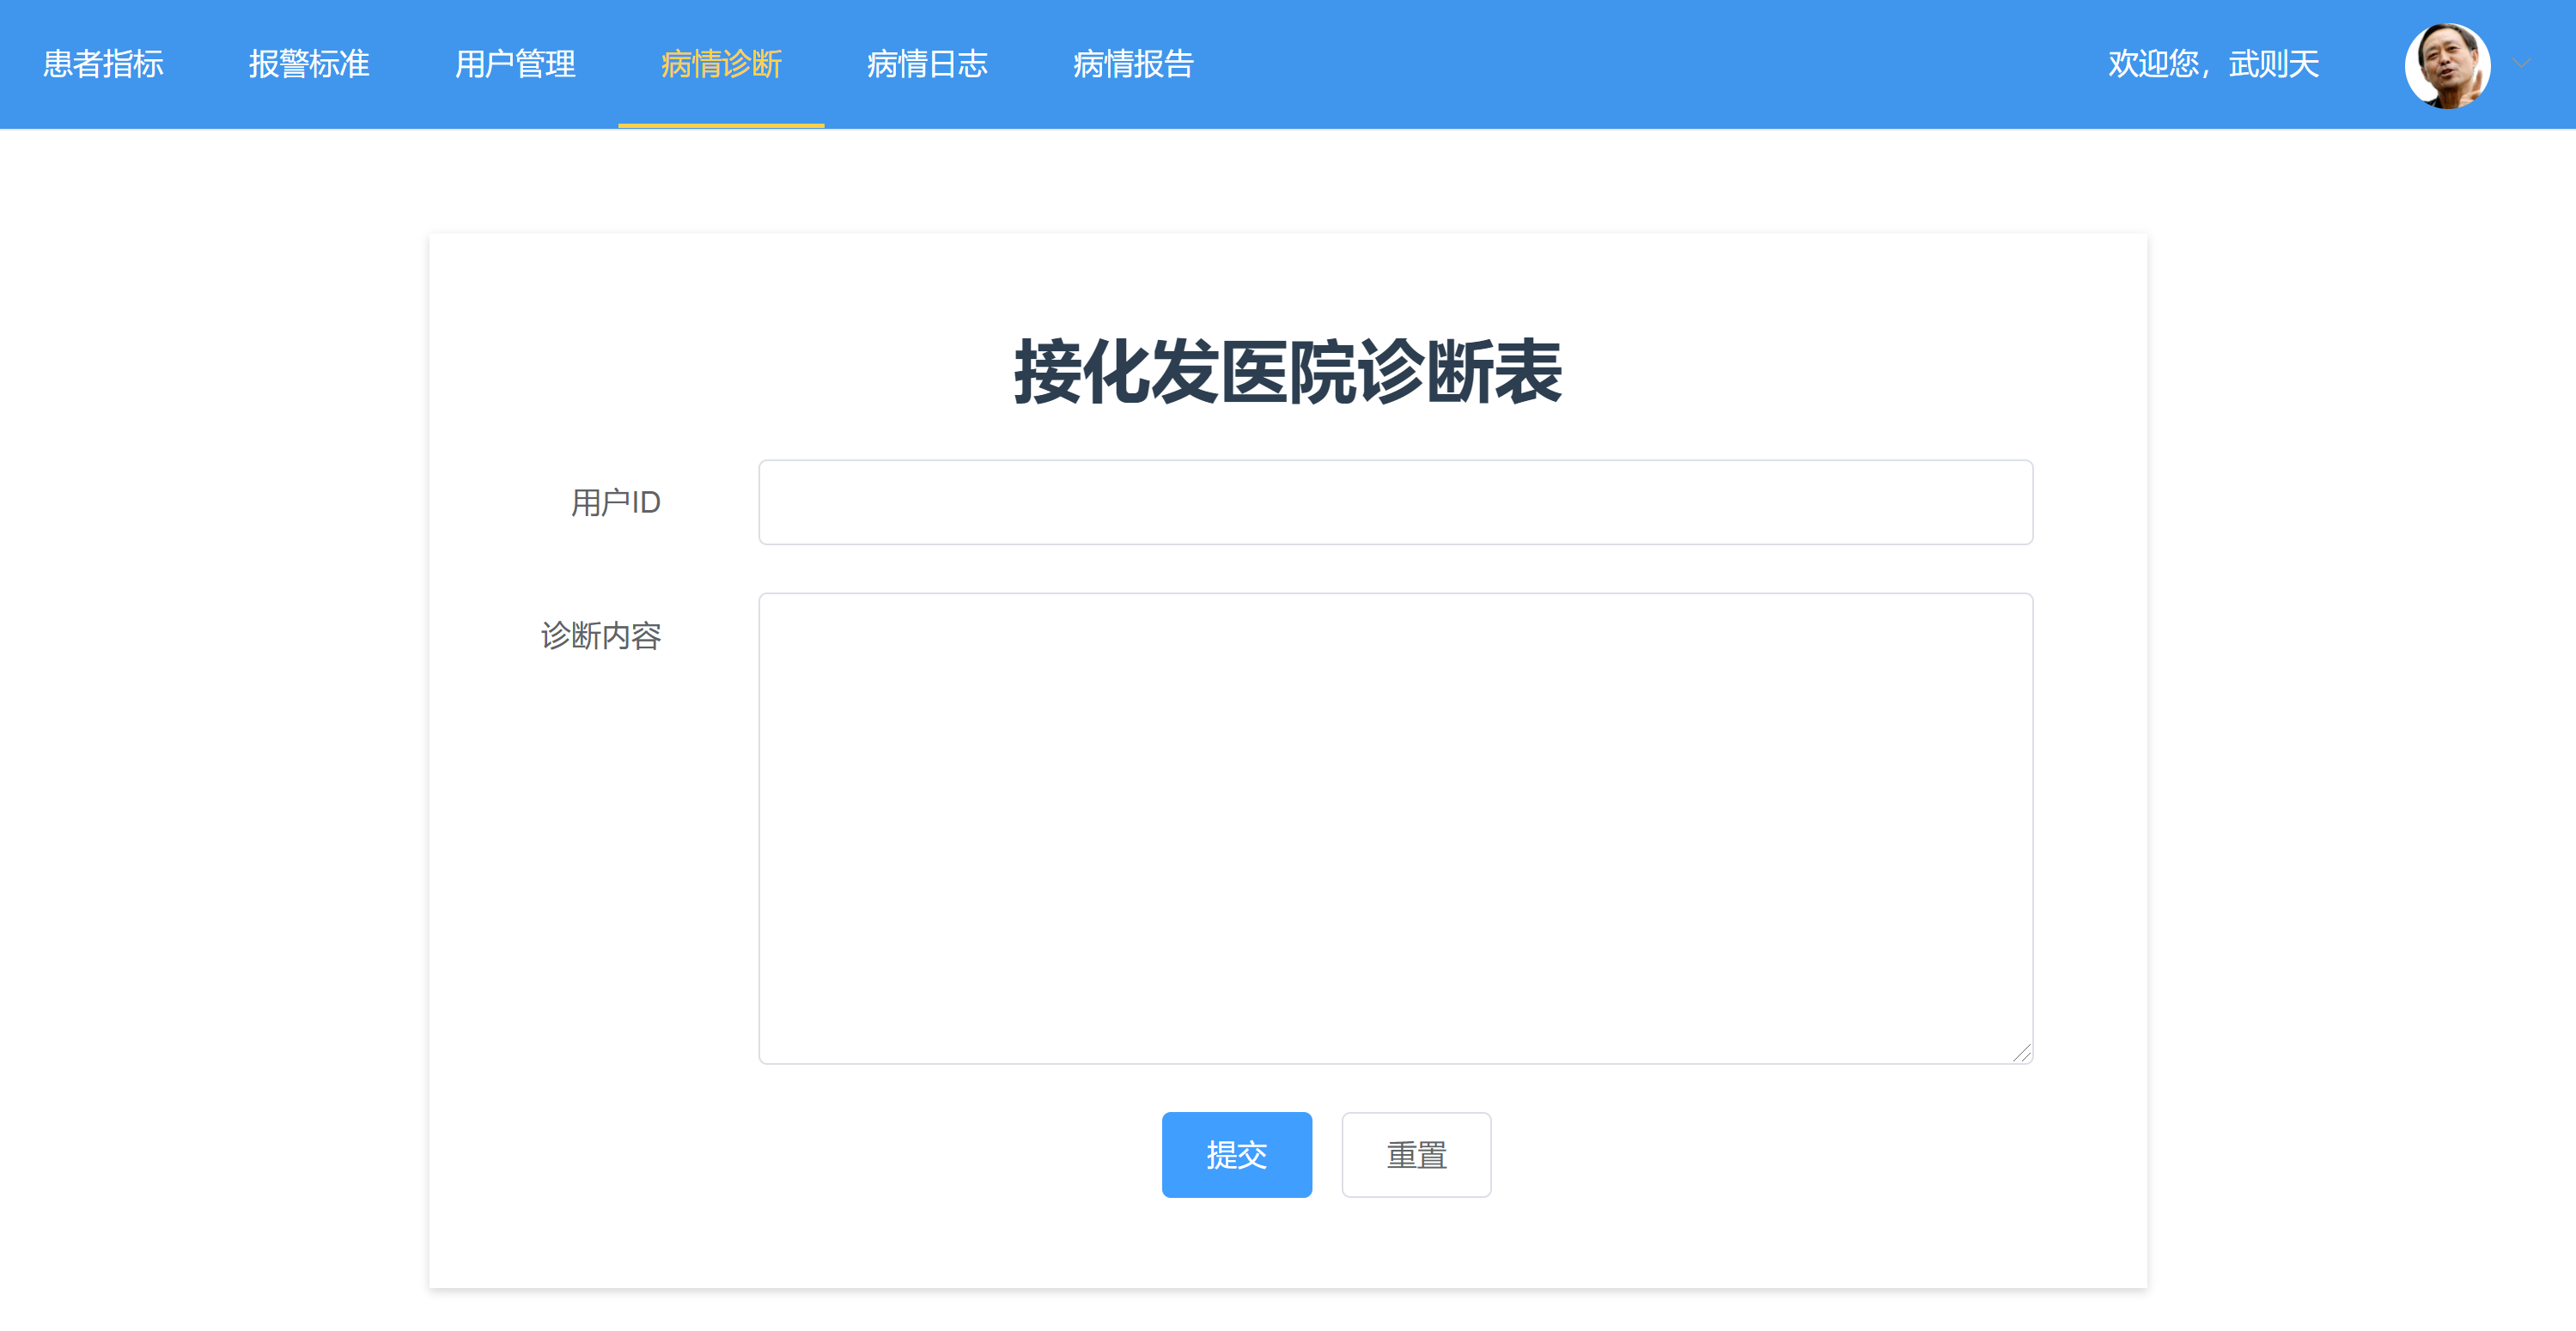 患者指标 报警标准 用户管理 病情诊断 病情日志 病情报告 欢迎您，武则天
接化发医院诊断表
用户ID
诊断内容
提交 重置